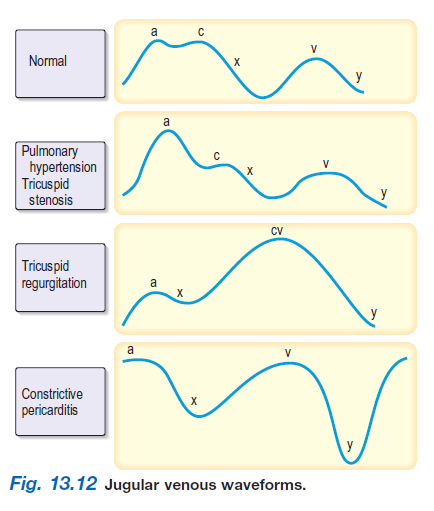 a c x v y
Normal
a c x v y
Pulmonary
hypertension
Tricuspid
stenosis
a x cv y
Tricuspid
regurgitation
a x v y
Constrictive
pericarditis
Fig. 13.12 Jugular venous waveforms.